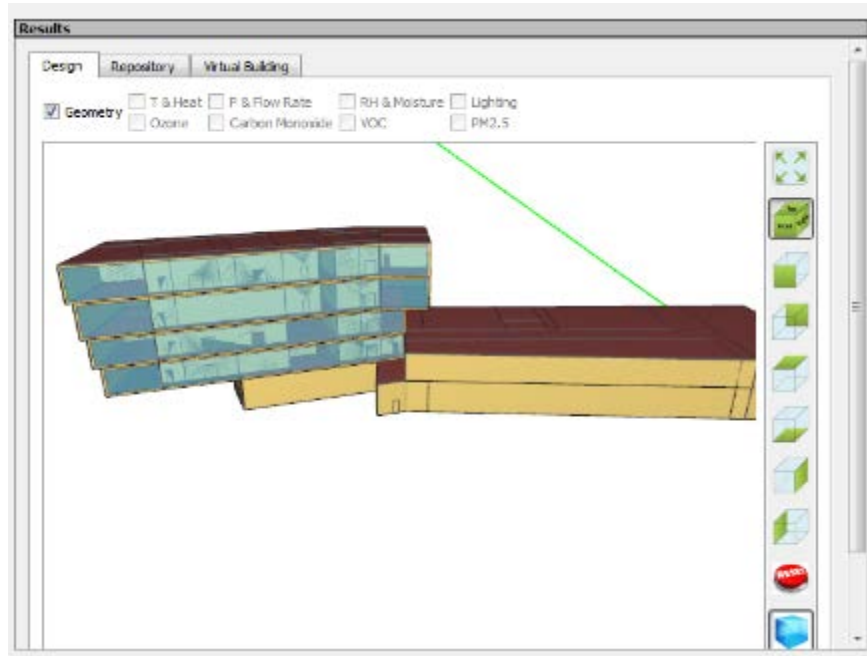 Results
Design Repository Virtual Building
Geometry T & Heat P & Flow Rate RH & Moisture Lighting
Ozone Carbon Monoxide VOC PM2.5